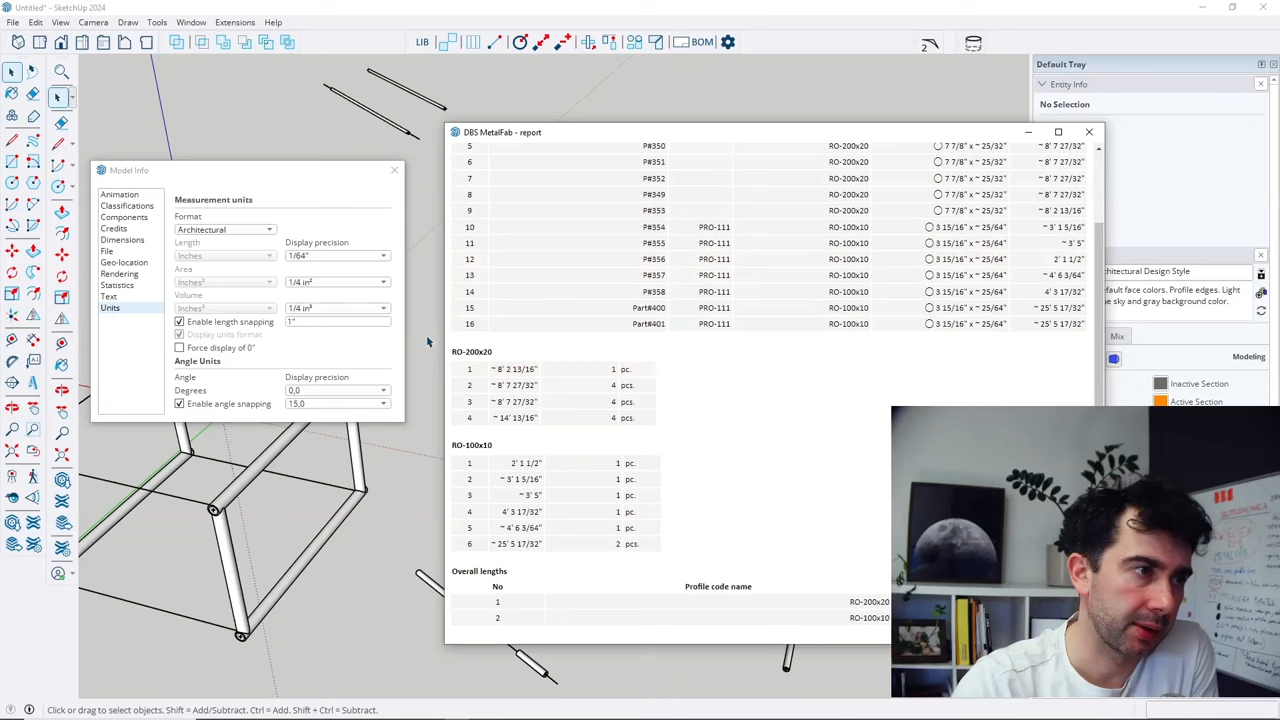 Untitled* - SketchUp 2024
File Edit View Camera Draw Tools Window Extensions Help
LIB BOM
Default Tray
Entity Info
No Selection
DBS MetalFab - report
5 P#350 RO-200x20 7 7/8" x ~ 25/32" ~ 8' 7 27/32"
6 P#351 RO-200x20 7 7/8" x ~ 25/32" ~ 8' 7 27/32"
7 P#352 RO-200x20 7 7/8" x ~ 25/32" ~ 8' 7 27/32"
8 P#349 RO-200x20 7 7/8" x ~ 25/32" ~ 8' 7 27/32"
9 P#353 RO-200x20 7 7/8" x ~ 25/32" ~ 8' 2 13/16"
10 P#354 PRO-111 RO-100x10 3 15/16" x ~ 25/64" ~ 3' 1 5/16"
11 P#355 PRO-111 RO-100x10 3 15/16" x ~ 25/64" ~ 3' 5"
12 P#356 PRO-111 RO-100x10 3 15/16" x ~ 25/64" 2' 1 1/2"
13 P#357 PRO-111 RO-100x10 3 15/16" x ~ 25/64" ~ 4' 6 3/64"
14 P#358 PRO-111 RO-100x10 3 15/16" x ~ 25/64" 4' 3 17/32"
15 Part#400 PRO-111 RO-100x10 3 15/16" x ~ 25/64" ~ 25' 5 17/32"
16 Part#401 PRO-111 RO-100x10 3 15/16" x ~ 25/64" ~ 25' 5 17/32"
RO-200x20
1 ~ 8' 2 13/16" 1 pc.
2 ~ 8' 7 27/32" 4 pc.
3 ~ 8' 7 27/32" 4 pc.
4 ~ 14' 13/16" 4 pc.
RO-100x10
1 2' 1 1/2" 1 pc.
2 ~ 3' 1 5/16" 1 pc.
3 ~ 3' 5" 1 pc.
4 4' 3 17/32" 1 pc.
5 ~ 4' 6 3/64" 1 pc.
6 ~ 25' 5 17/32" 2 pcs.
Overall lengths
No Profile code name
1 RO-200x20
2 RO-100x10
Model Info
Animation
Classifications
Components
Credits
Dimensions
File
Geo-location
Rendering
Statistics
Text
Units
Measurement units
Format
Architectural
Length Display precision
Inches 1/64"
Area
Inches² 1/4 in²
Volume
Inches³ 1/4 in³
Enable length snapping 1"
Display units format
Force display of 0"
Angle Units
Angle Display precision
Degrees 0,0
Enable angle snapping 15,0
chitectural Design Style
fault face colors. Profile edges. Light
ue sky and gray background color.
Mix
Modeling
Inactive Section
Active Section
Click or drag to select objects. Shift = Add/Subtract. Ctrl = Add. Shift + Ctrl = Subtract.